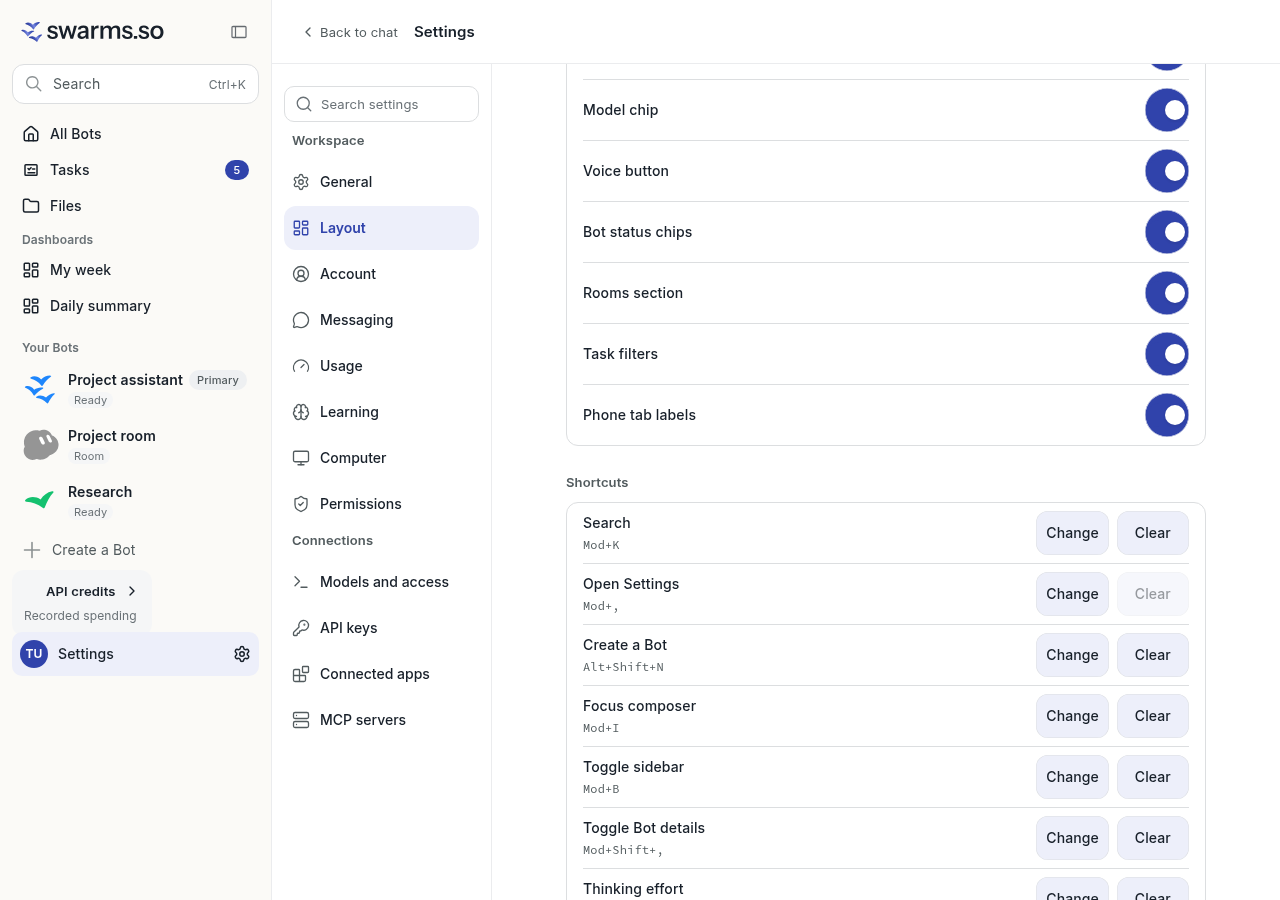 swarms.so
Search Ctrl+K
All Bots
Tasks 5
Files
Dashboards
My week
Daily summary
Your Bots
Project assistant Primary
Ready
Project room
Room
Research
Ready
Create a Bot
API credits
Recorded spending
TU Settings
Back to chat Settings
Search settings
Workspace
General
Layout
Account
Messaging
Usage
Learning
Computer
Permissions
Connections
Models and access
API keys
Connected apps
MCP servers
Model chip
Voice button
Bot status chips
Rooms section
Task filters
Phone tab labels
Shortcuts
Search
Mod+K
Change Clear
Open Settings
Mod+,
Change Clear
Create a Bot
Alt+Shift+N
Change Clear
Focus composer
Mod+I
Change Clear
Toggle sidebar
Mod+B
Change Clear
Toggle Bot details
Mod+Shift+,
Change Clear
Thinking effort
Change Clear